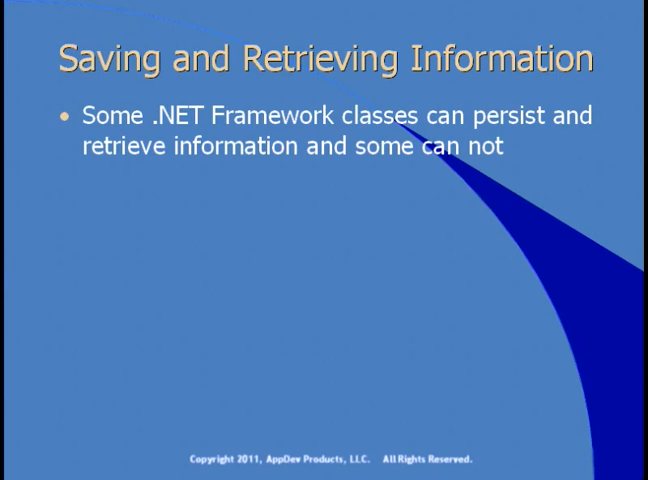 Saving and Retrieving Information
• Some .NET Framework classes can persist and
retrieve information and some can not
Copyright 2011, AppDev Products, LLC. All Rights Reserved.